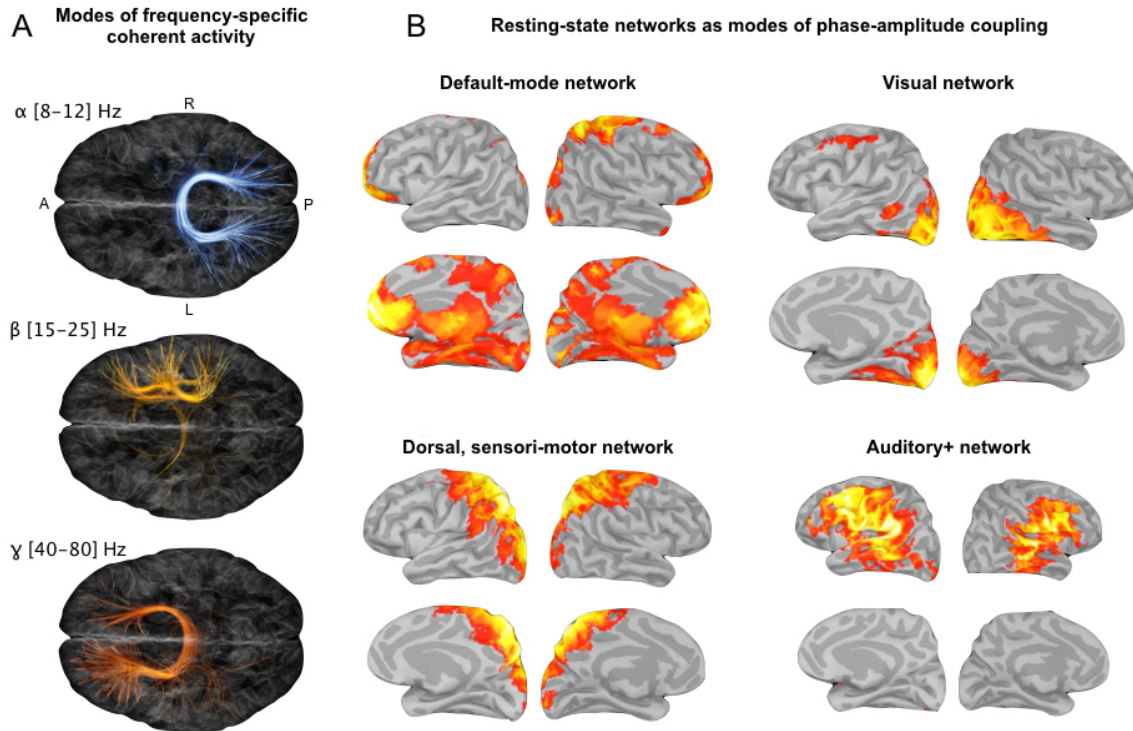 A
Modes of frequency-specific
coherent activity
α [8–12] Hz
R
A
P
L
β [15–25] Hz
ɣ [40–80] Hz
B
Resting-state networks as modes of phase-amplitude coupling
Default-mode network
Visual network
Dorsal, sensori-motor network
Auditory+ network